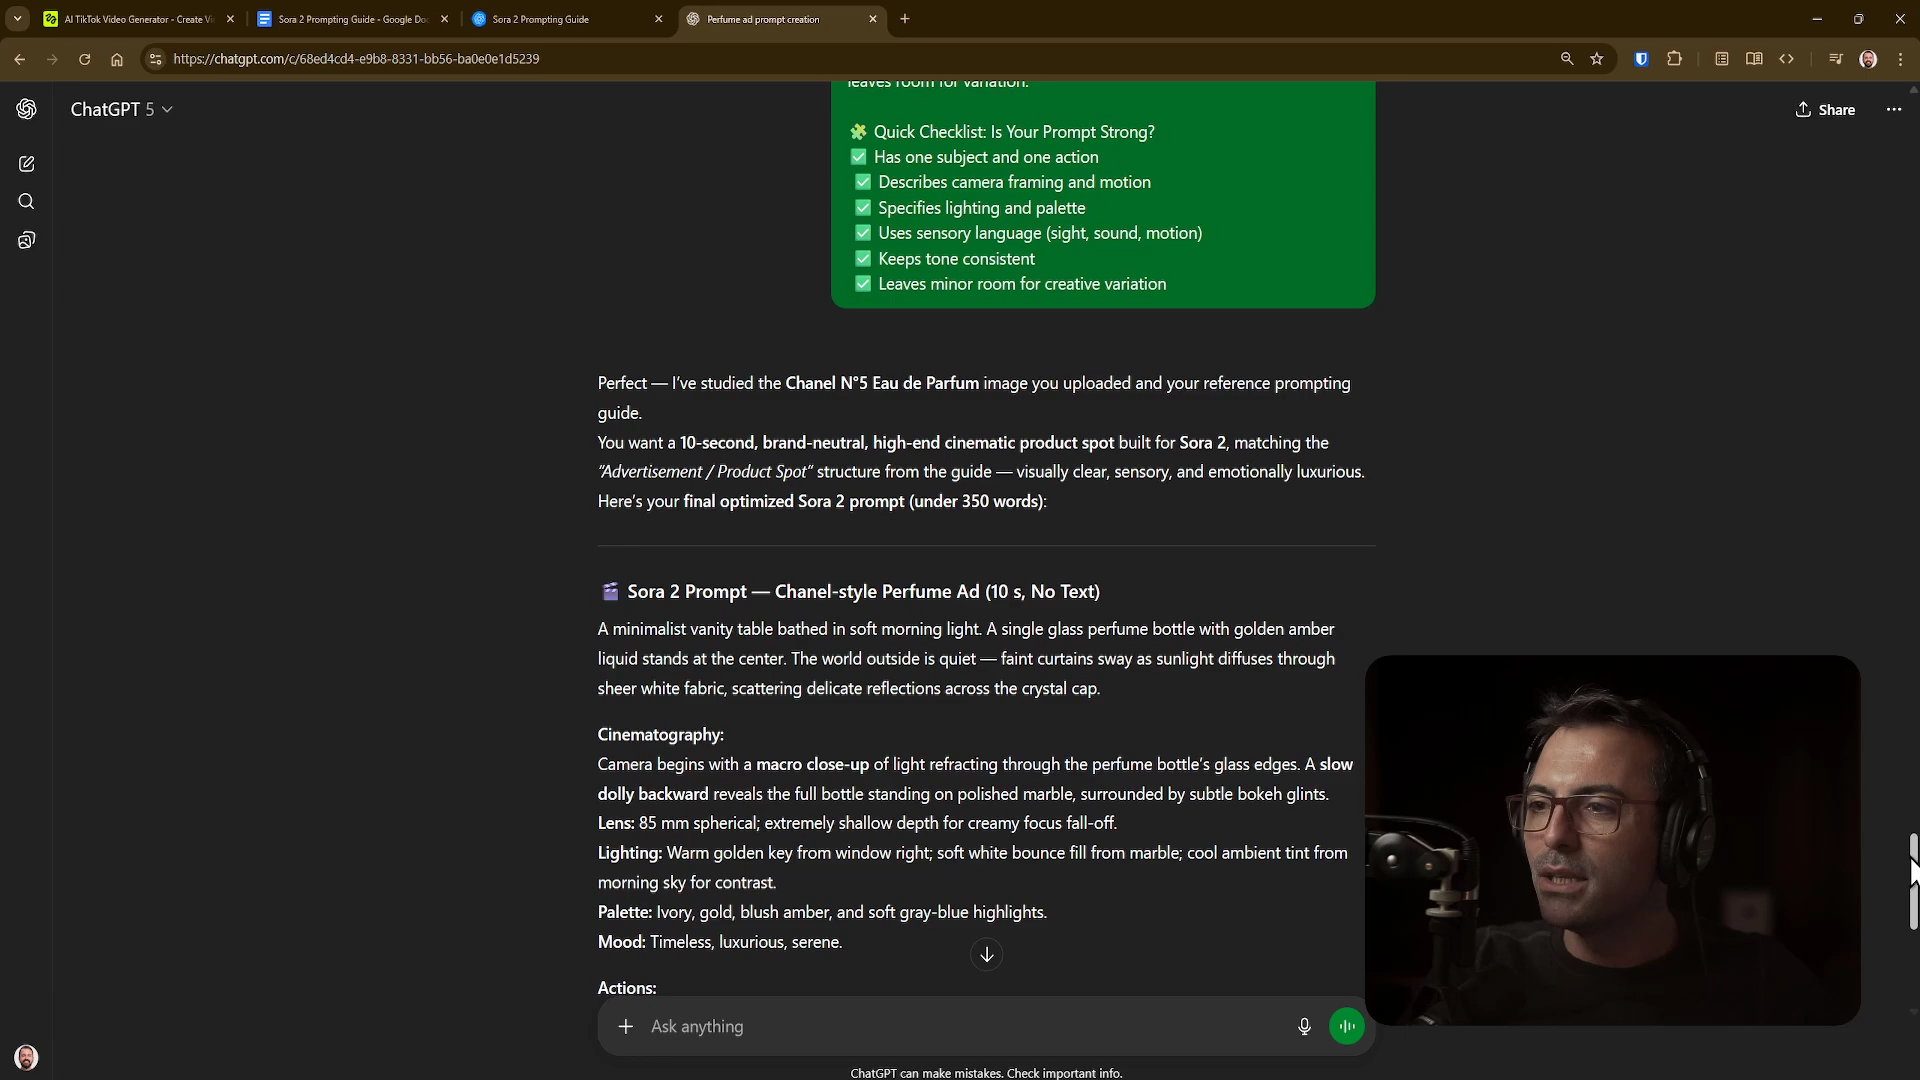 AI TikTok Video Generator - Create Vi
Sora 2 Prompting Guide - Google Do
Sora 2 Prompting Guide
Perfume ad prompt creation
https://chatgpt.com/c/68ed4cd4-e9b8-8331-bb56-ba0e0e1d5239
ChatGPT 5
Share
leaves room for variation.
🧩 Quick Checklist: Is Your Prompt Strong?
✅ Has one subject and one action
✅ Describes camera framing and motion
✅ Specifies lighting and palette
✅ Uses sensory language (sight, sound, motion)
✅ Keeps tone consistent
✅ Leaves minor room for creative variation
Perfect — I've studied the Chanel N°5 Eau de Parfum image you uploaded and your reference prompting
guide.
You want a 10-second, brand-neutral, high-end cinematic product spot built for Sora 2, matching the
“Advertisement / Product Spot” structure from the guide — visually clear, sensory, and emotionally luxurious.
Here's your final optimized Sora 2 prompt (under 350 words):
🎬 Sora 2 Prompt — Chanel-style Perfume Ad (10 s, No Text)
A minimalist vanity table bathed in soft morning light. A single glass perfume bottle with golden amber
liquid stands at the center. The world outside is quiet — faint curtains sway as sunlight diffuses through
sheer white fabric, scattering delicate reflections across the crystal cap.
Cinematography:
Camera begins with a macro close-up of light refracting through the perfume bottle's glass edges. A slow
dolly backward reveals the full bottle standing on polished marble, surrounded by subtle bokeh glints.
Lens: 85 mm spherical; extremely shallow depth for creamy focus fall-off.
Lighting: Warm golden key from window right; soft white bounce fill from marble; cool ambient tint from
morning sky for contrast.
Palette: Ivory, gold, blush amber, and soft gray-blue highlights.
Mood: Timeless, luxurious, serene.
Actions:
Ask anything
ChatGPT can make mistakes. Check important info.